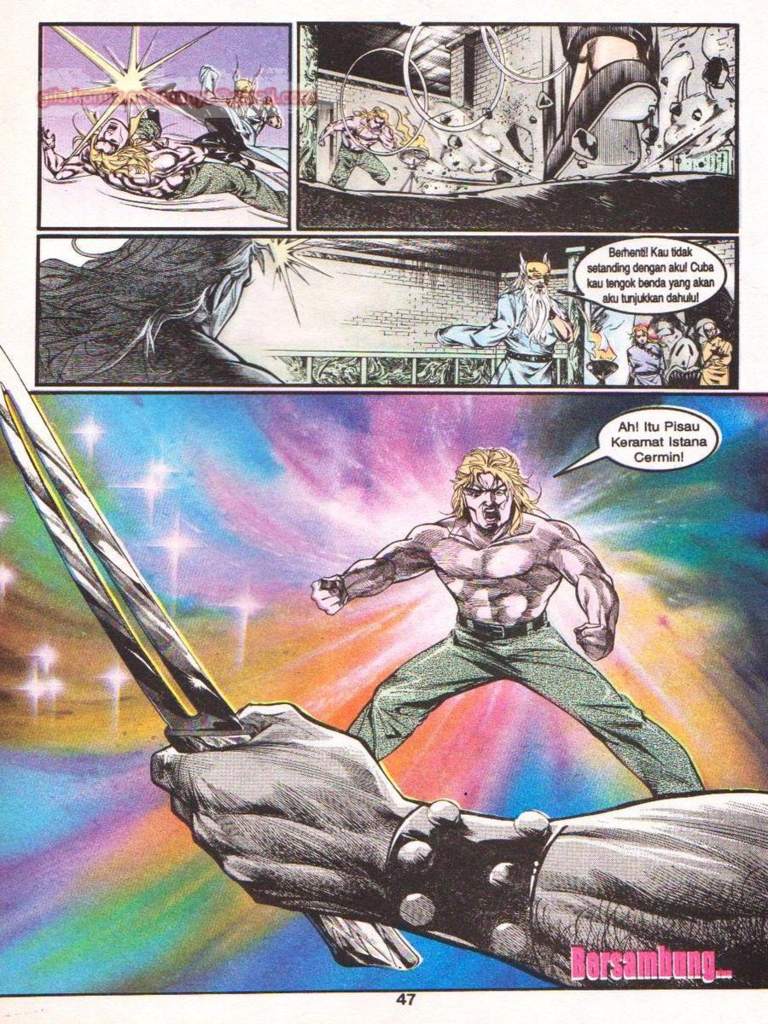 Berhenti! Kau tidak
setanding dengan aku! Cuba
kau tengok benda yang akan
aku tunjukkan dahulu!
Ah! Itu Pisau
Keramat Istana
Cermin!
Bersambung...
47